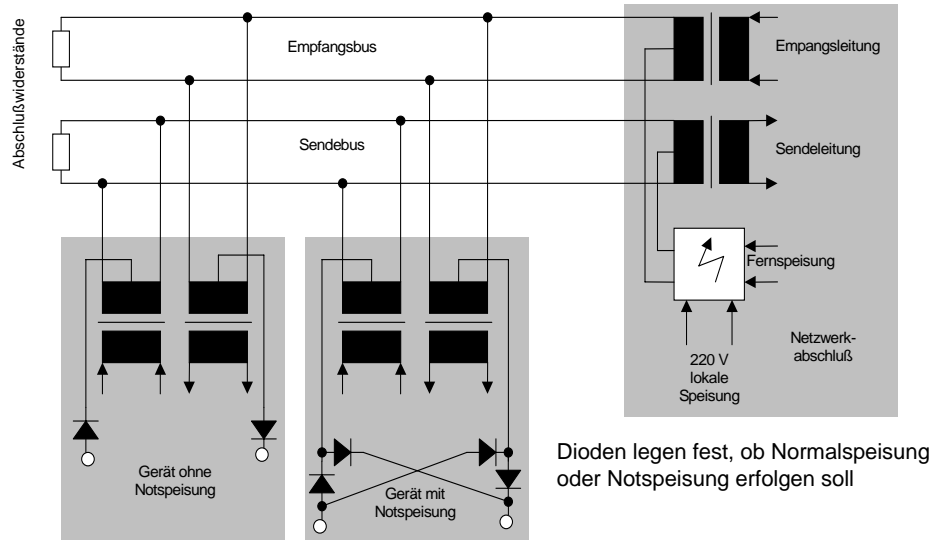 Abschlußwiderstände
Empfangsbus
Empangsleitung
Sendebus
Sendeleitung
Fernspeisung
Netzwerk-
abschluß
220 V
lokale
Speisung
Gerät ohne
Notspeisung
Gerät mit
Notspeisung
Dioden legen fest, ob Normalspeisung
oder Notspeisung erfolgen soll